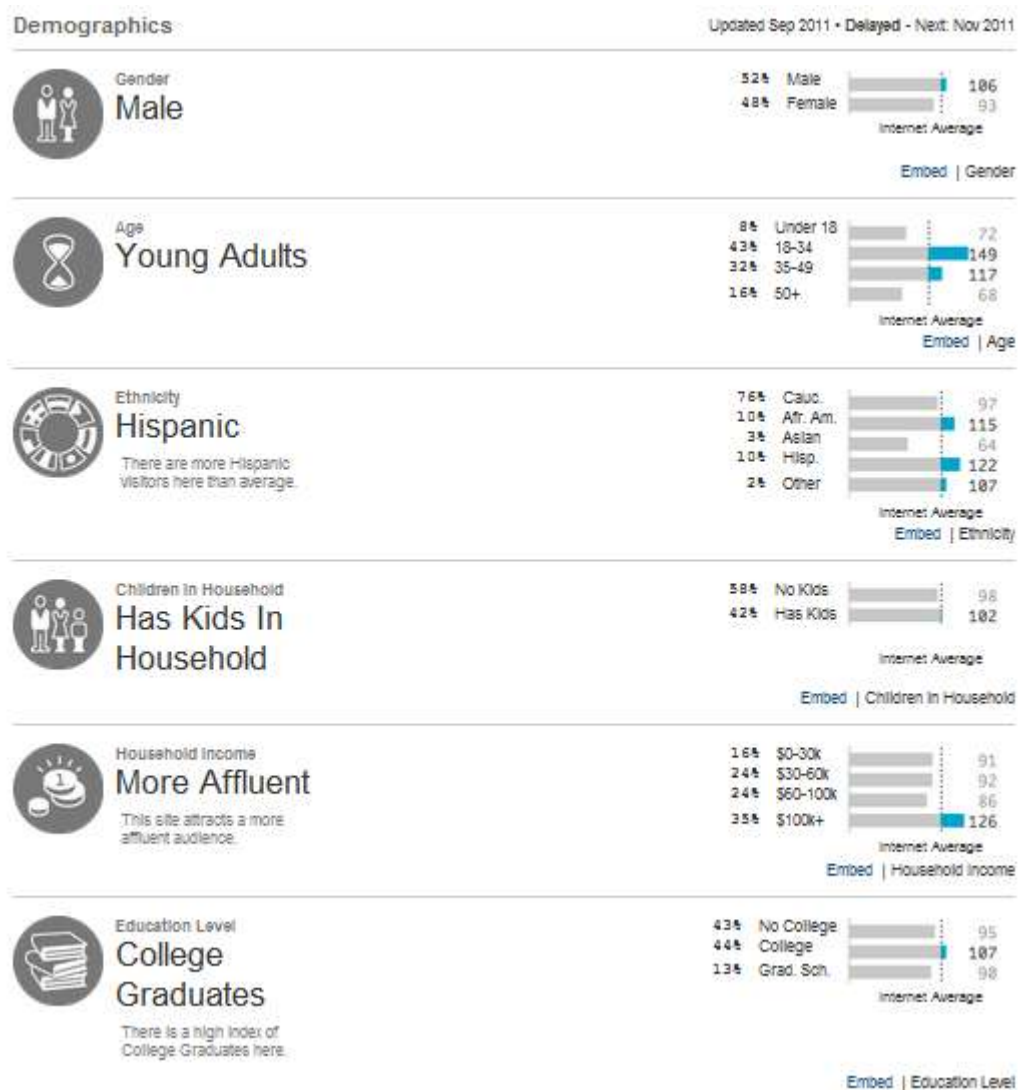 Demographics
Updated Sep 2011 • Delayed - Next: Nov 2011
Gender
Male
52% Male 106
48% Female 93
Internet Average
Embed | Gender
Age
Young Adults
8% Under 18 72
43% 18-34 149
32% 35-49 117
16% 50+ 68
Internet Average
Embed | Age
Ethnicity
Hispanic
There are more Hispanic
visitors here than average.
76% Cauc. 97
10% Afr. Am. 115
3% Asian 64
10% Hisp. 122
2% Other 107
Internet Average
Embed | Ethnicity
Children in Household
Has Kids In
Household
58% No Kids 98
42% Has Kids 102
Internet Average
Embed | Children in Household
Household Income
More Affluent
This site attracts a more
affluent audience.
16% $0-30k 91
24% $30-60k 92
24% $60-100k 86
35% $100k+ 126
Internet Average
Embed | Household Income
Education Level
College
Graduates
There is a high index of
College Graduates here.
43% No College 95
44% College 107
13% Grad. Sch. 90
Internet Average
Embed | Education Level